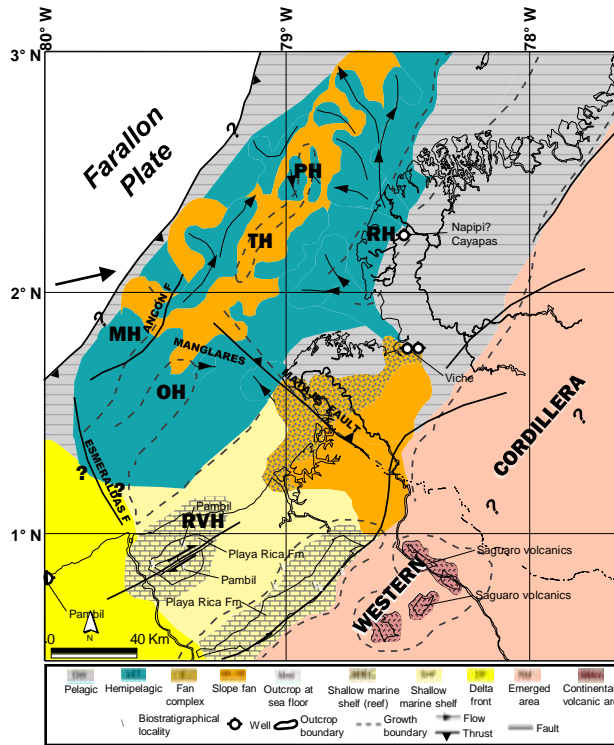 80° W
79° W
78° W
3° N
Farallon
Plate
PH
TH
RH
Napipi?
Cayapas
?
2° N
?
ANCON F
MH
MANGLARES
OH
MATAJE FAULT
Viche
CORDILLERA
?
ESMERALDAS F
?
?
?
Pambil
1° N
RVH
Playa Rica Fm
Pambil
Playa Rica Fm
Pambil
WESTERN
Saguaro volcanics
Saguaro volcanics
N
0 40 Km
Pelagic
Hemipelagic
Fan
complex
Slope fan
Outcrop at
sea floor
Shallow marine
shelf (reef)
Shallow
marine shelf
Delta
front
Emerged
area
Continental
volcanic are
Biostratigraphical
locality
Well
Outcrop
boundary
Growth
boundary
Flow
Thrust
Fault